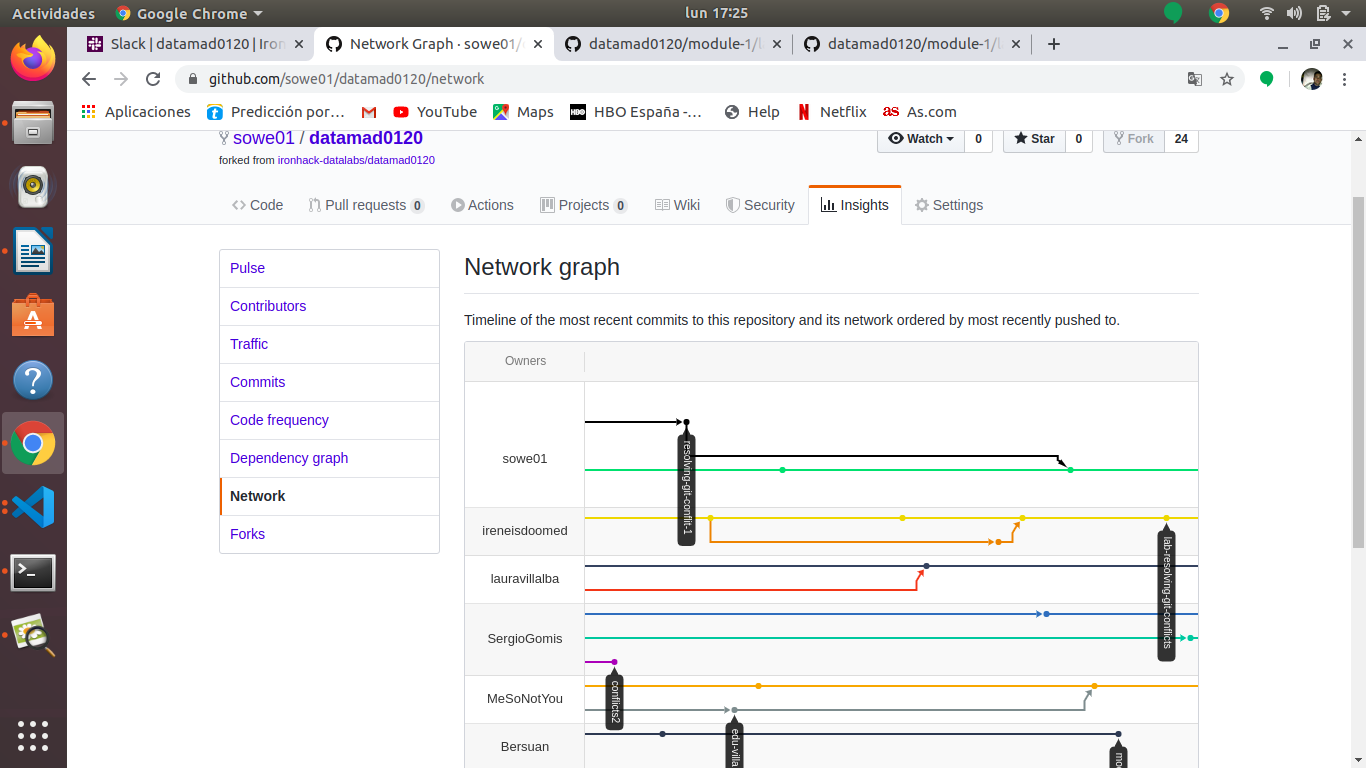 Actividades
Google Chrome
lun 17:25
Slack | datamad0120 | Iron
Network Graph · sowe01/
datamad0120/module-1/l
datamad0120/module-1/l
github.com/sowe01/datamad0120/network
Aplicaciones
Predicción por…
YouTube
Maps
HBO España -…
Help
Netflix
As.com
sowe01 / datamad0120
Watch 0
Star 0
Fork 24
forked from ironhack-datalabs/datamad0120
Code
Pull requests 0
Actions
Projects 0
Wiki
Security
Insights
Settings
Pulse
Contributors
Traffic
Commits
Code frequency
Dependency graph
Network
Forks
Network graph
Timeline of the most recent commits to this repository and its network ordered by most recently pushed to.
Owners
sowe01
resolving-git-conflit-1
ireneisdoomed
lab-resolving-git-conflicts
lauravillalba
SergioGomis
conflicts2
MeSoNotYou
edu-villa
Bersuan
mo